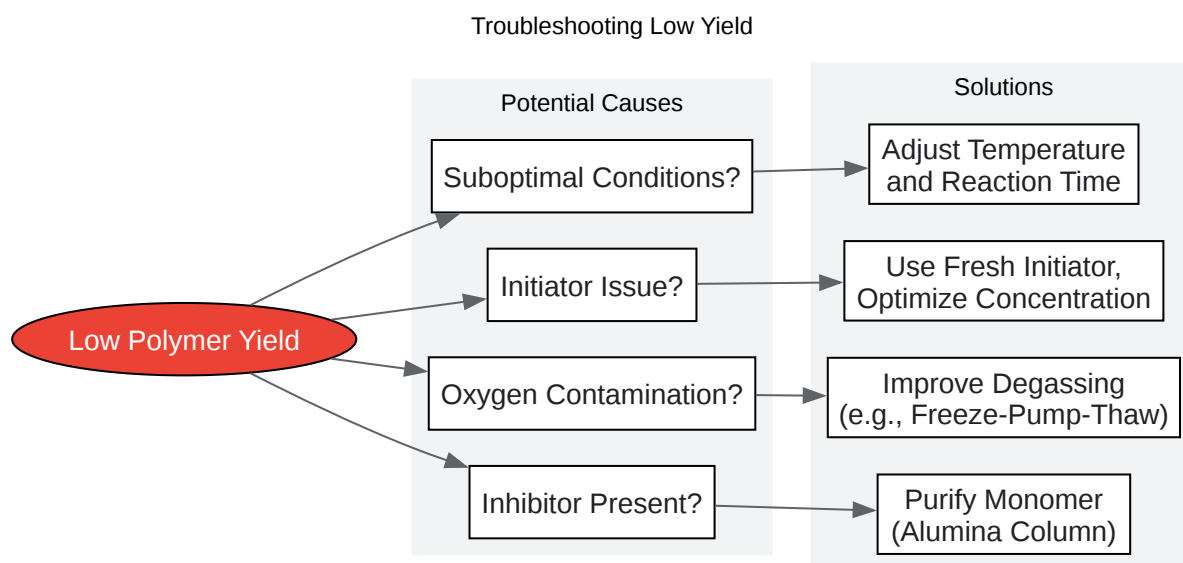 Troubleshooting Low Yield
Potential Causes
Solutions
Low Polymer Yield
Suboptimal Conditions?
Adjust Temperature
and Reaction Time
Initiator Issue?
Use Fresh Initiator,
Optimize Concentration
Oxygen Contamination?
Improve Degassing
(e.g., Freeze-Pump-Thaw)
Inhibitor Present?
Purify Monomer
(Alumina Column)